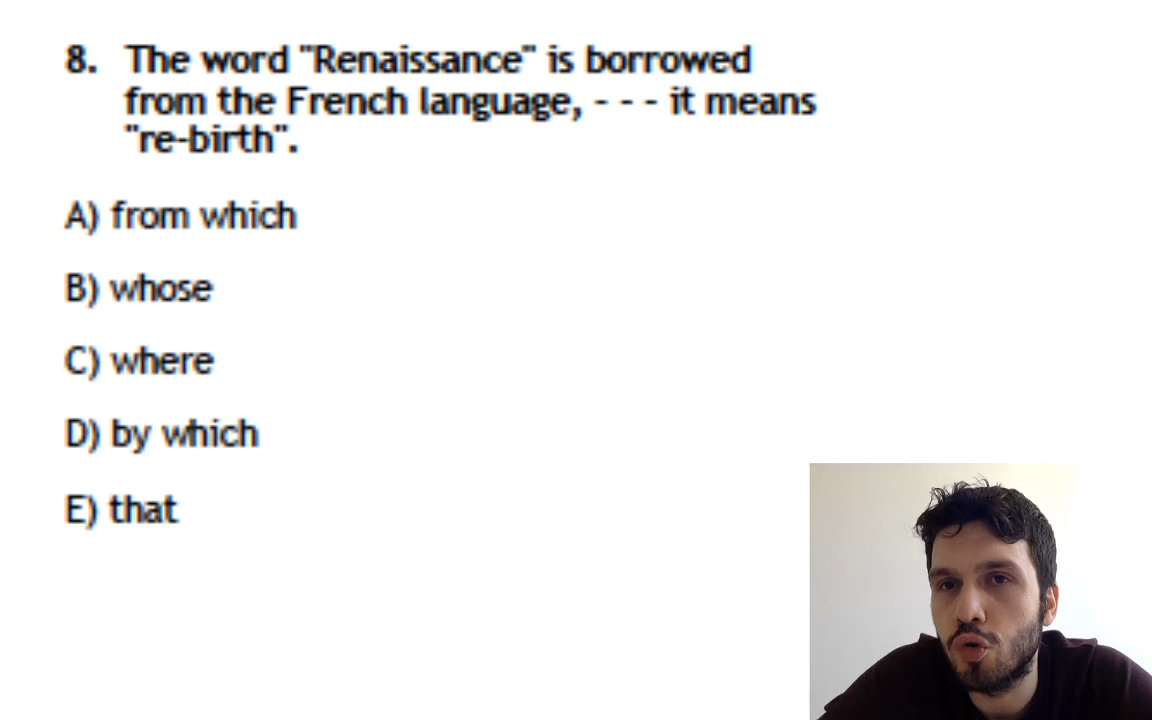 8. The word "Renaissance" is borrowed
from the French language, - - - it means
"re-birth".
A) from which
B) whose
C) where
D) by which
E) that